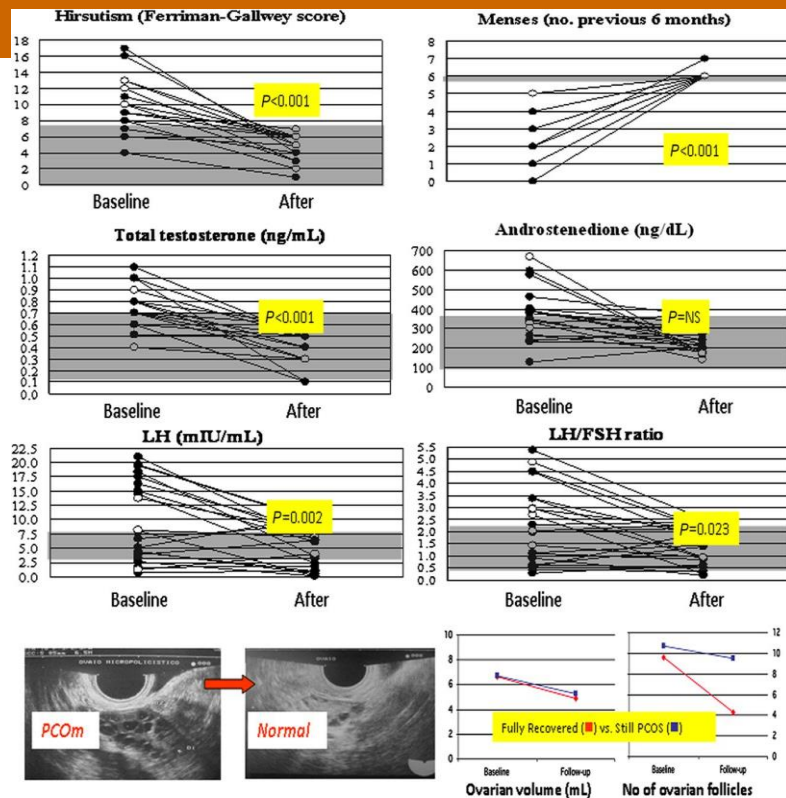 Hirsutism (Ferriman-Gallwey score)
18
16
14
12
10
8
6
4
2
0
P<0.001
Baseline After
Menses (no. previous 6 months)
8
7
6
5
4
3
2
1
0
P<0.001
Baseline After
Total testosterone (ng/mL)
1.2
1.1
1.0
0.9
0.8
0.7
0.6
0.5
0.4
0.3
0.2
0.1
0.0
P<0.001
Baseline After
Androstenedione (ng/dL)
700
600
500
400
300
200
100
0
P=NS
Baseline After
LH (mIU/mL)
22.5
20.0
17.5
15.0
12.5
10.0
7.5
5.0
2.5
0.0
P=0.002
Baseline After
LH/FSH ratio
5.5
5.0
4.5
4.0
3.5
3.0
2.5
2.0
1.5
1.0
0.5
0.0
P=0.023
Baseline After
OVAIO MICROPOLICISTICO
PCOm
Normal
10
8
6
4
2
0
12
10
8
6
4
2
0
Fully Recovered (■) vs. Still PCOS (■)
Baseline Follow-up
Baseline Follow-up
Ovarian volume (mL)
No of ovarian follicles